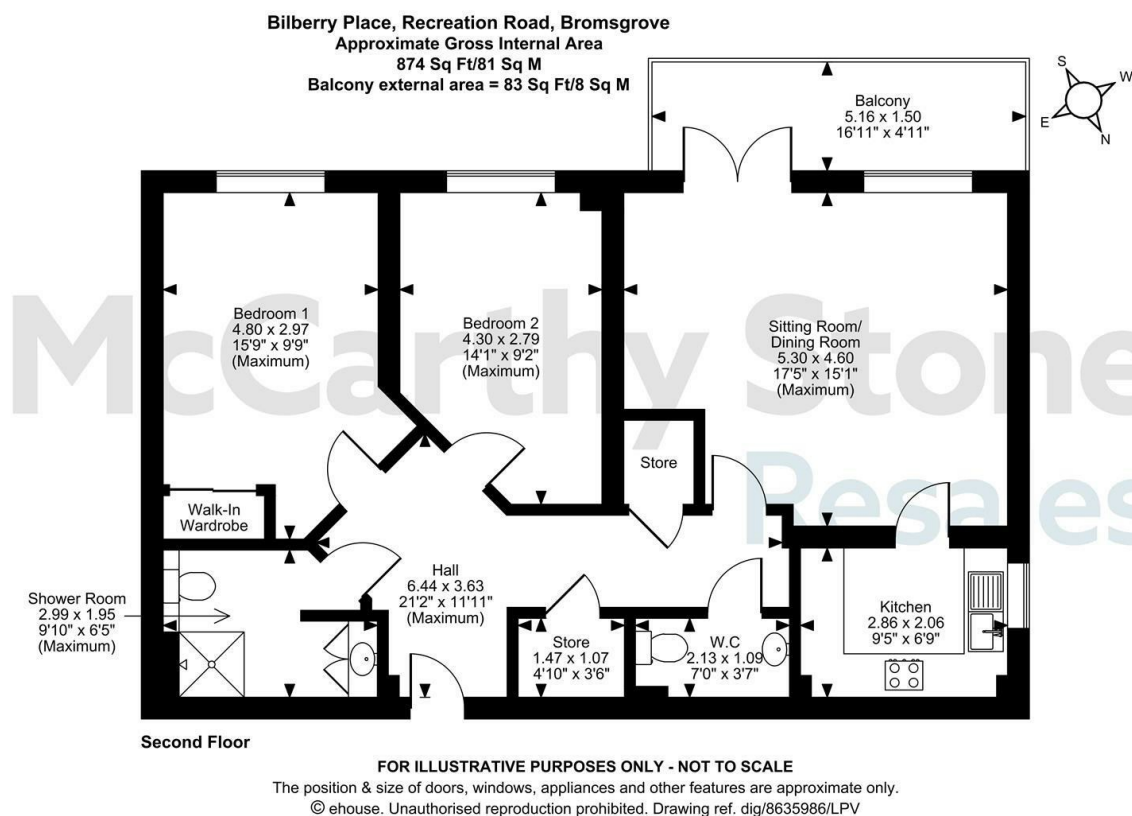 Bilberry Place, Recreation Road, Bromsgrove
Approximate Gross Internal Area
874 Sq Ft/81 Sq M
Balcony external area = 83 Sq Ft/8 Sq M
S
W
E
N
Balcony
5.16 x 1.50
16'11" x 4'11"
McCarthy Stone
Resales
Bedroom 1
4.80 x 2.97
15'9" x 9'9"
(Maximum)
Bedroom 2
4.30 x 2.79
14'1" x 9'2"
(Maximum)
Sitting Room/
Dining Room
5.30 x 4.60
17'5" x 15'1"
(Maximum)
Store
Walk-In
Wardrobe
Shower Room
2.99 x 1.95
9'10" x 6'5"
(Maximum)
Hall
6.44 x 3.63
21'2" x 11'11"
(Maximum)
Store
1.47 x 1.07
4'10" x 3'6"
W.C
2.13 x 1.09
7'0" x 3'7"
Kitchen
2.86 x 2.06
9'5" x 6'9"
Second Floor
FOR ILLUSTRATIVE PURPOSES ONLY - NOT TO SCALE
The position & size of doors, windows, appliances and other features are approximate only.
© ehouse. Unauthorised reproduction prohibited. Drawing ref. dig/8635986/LPV